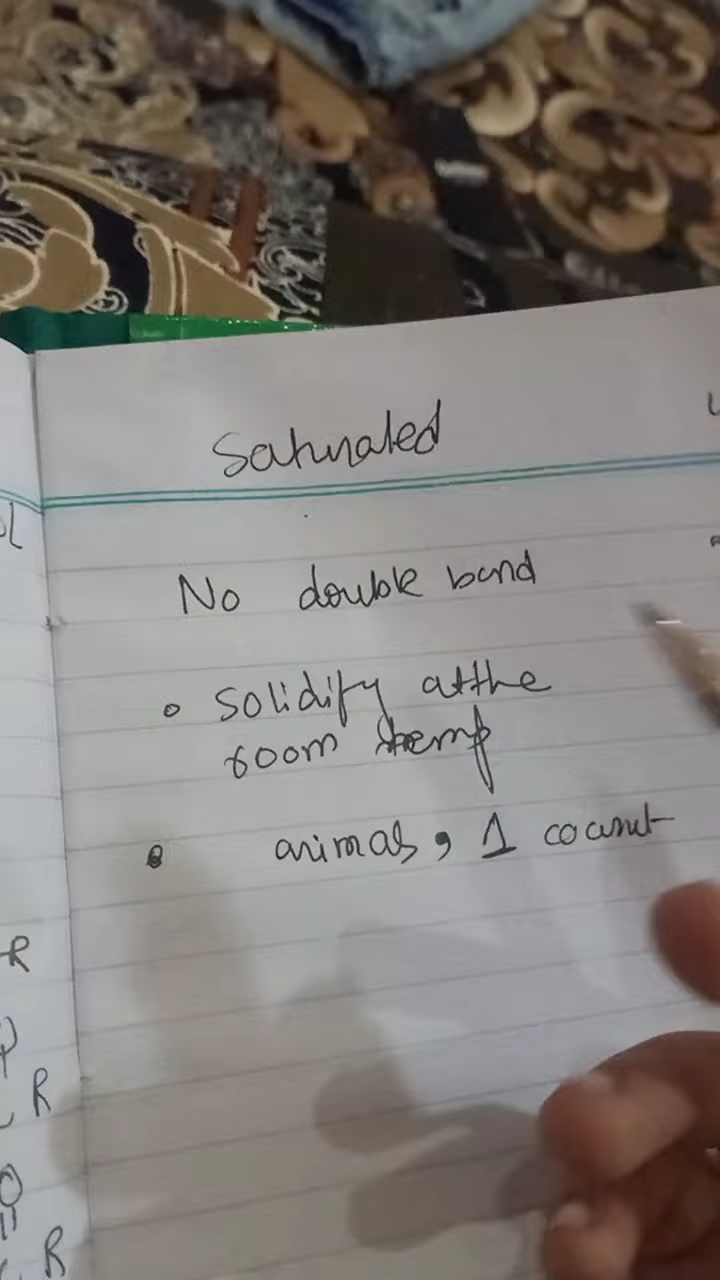 Saturated
No double bond
solidify at the
room temp
animals, 1 coconut
R
R
R